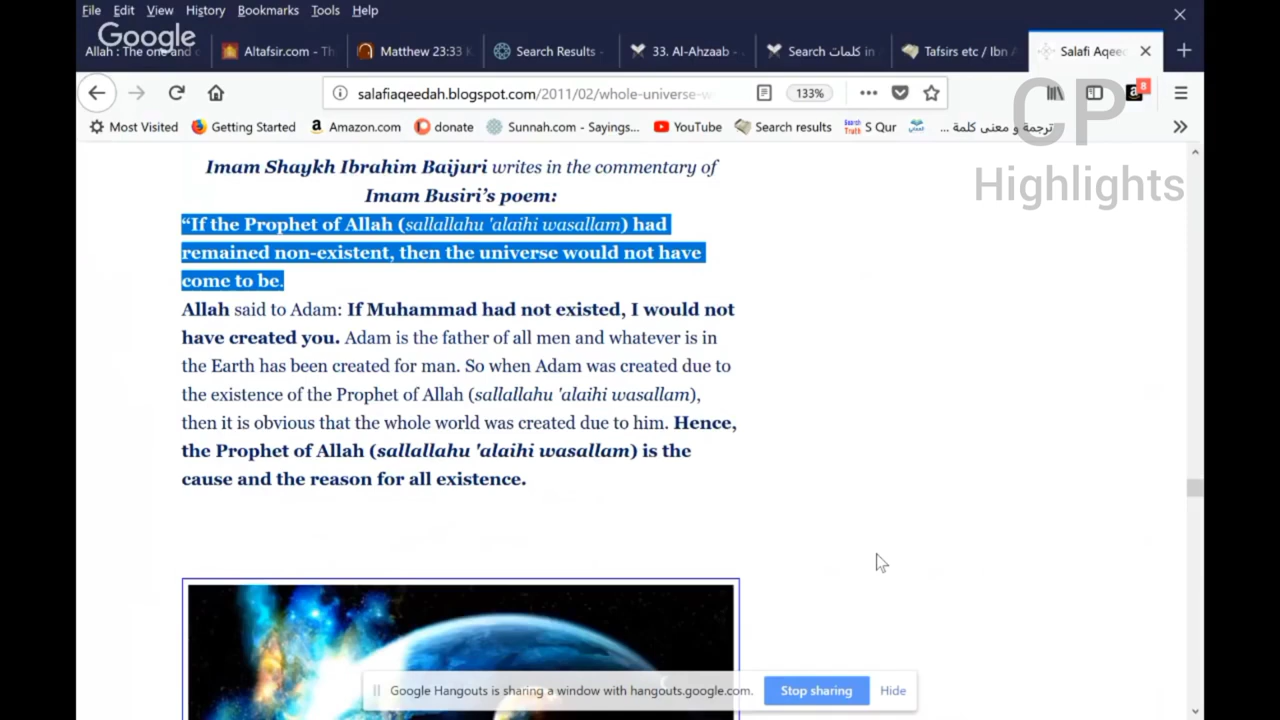 File Edit View History Bookmarks Tools Help
Google
Allah : The one and
Altafsir.com - Th
Matthew 23:33
Search Results -
33. Al-Ahzaab -
Search كلمات in
Tafsirs etc / Ibn
Salafi Aqee
salafiaqeedah.blogspot.com/2011/02/whole-universe-w
133%
8
CP
Highlights
Most Visited Getting Started Amazon.com donate Sunnah.com - Sayings... YouTube Search results S Qur ترجمة و معنى كلمة ...
Imam Shaykh Ibrahim Baijuri writes in the commentary of
Imam Busiri's poem:
“If the Prophet of Allah (sallallahu 'alaihi wasallam) had
remained non-existent, then the universe would not have
come to be.
Allah said to Adam: If Muhammad had not existed, I would not
have created you. Adam is the father of all men and whatever is in
the Earth has been created for man. So when Adam was created due to
the existence of the Prophet of Allah (sallallahu 'alaihi wasallam),
then it is obvious that the whole world was created due to him. Hence,
the Prophet of Allah (sallallahu 'alaihi wasallam) is the
cause and the reason for all existence.
Google Hangouts is sharing a window with hangouts.google.com. Stop sharing Hide